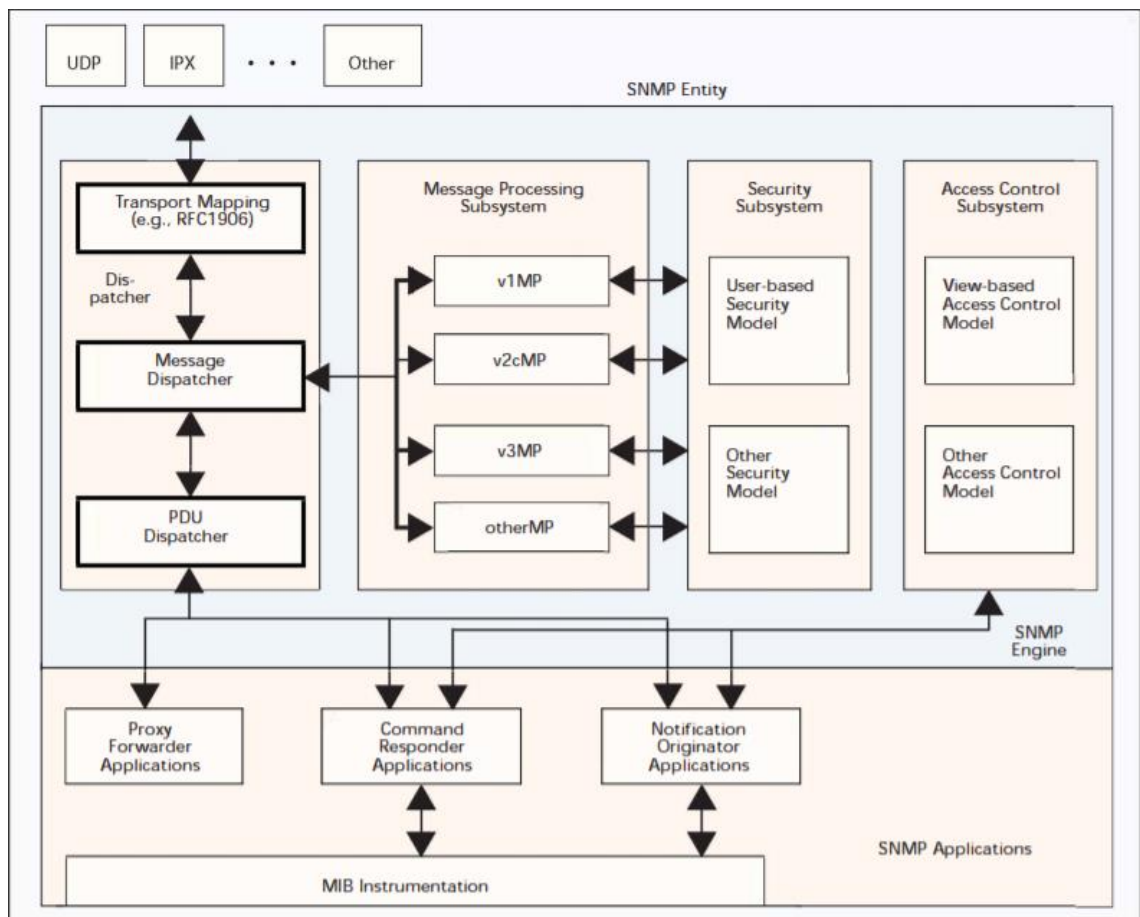 UDP
IPX
. . .
Other
SNMP Entity
Transport Mapping
(e.g., RFC1906)
Dis-
patcher
Message
Dispatcher
PDU
Dispatcher
Message Processing
Subsystem
v1MP
v2cMP
v3MP
otherMP
Security
Subsystem
User-based
Security
Model
Other
Security
Model
Access Control
Subsystem
View-based
Access Control
Model
Other
Access Control
Model
SNMP
Engine
Proxy
Forwarder
Applications
Command
Responder
Applications
Notification
Originator
Applications
SNMP Applications
MIB Instrumentation